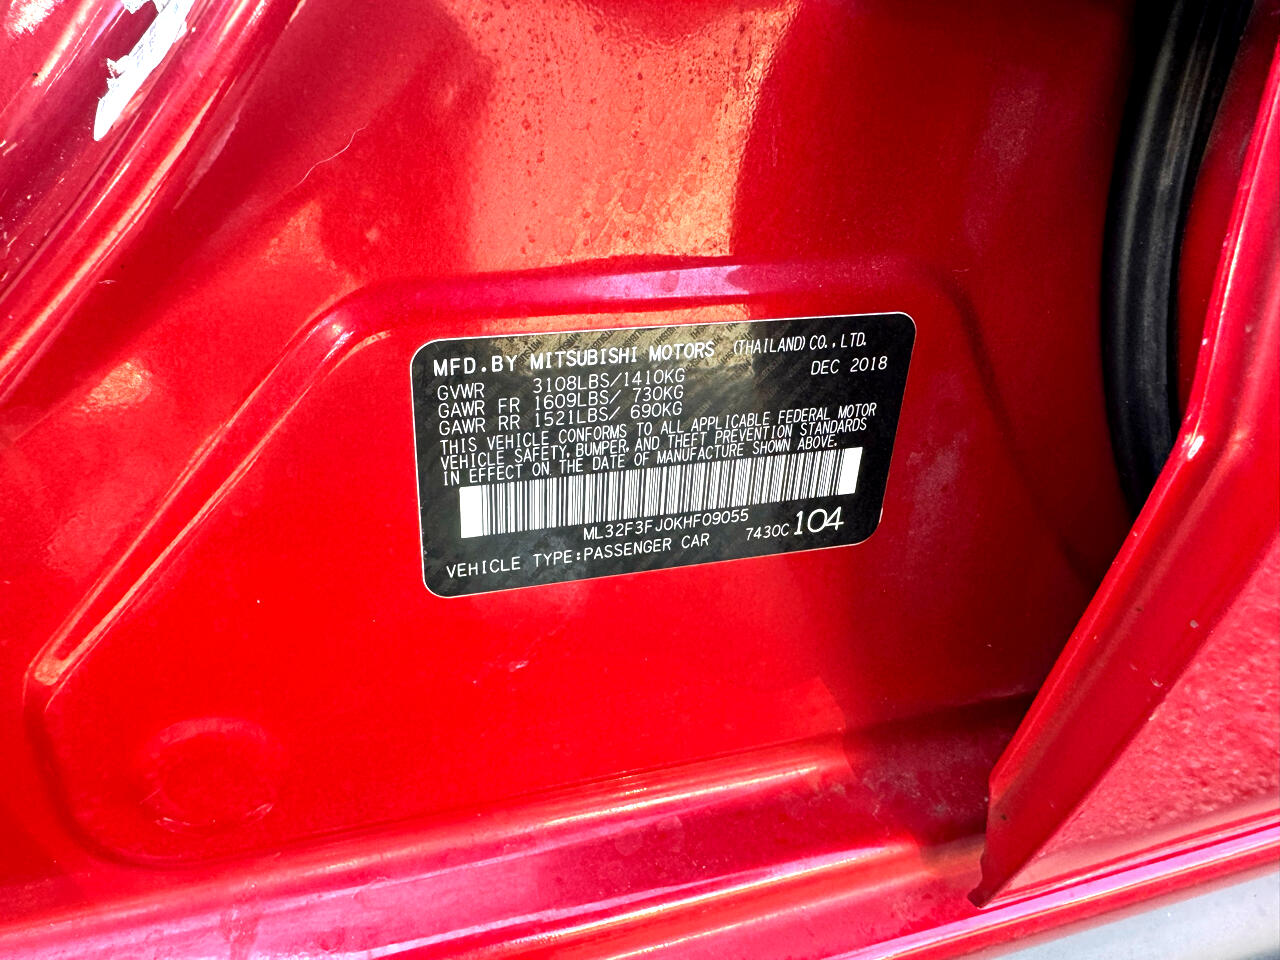 MFD.BY MITSUBISHI MOTORS (THAILAND) CO., LTD.
GVWR 3108LBS/1410KG DEC 2018
GAWR FR 1609LBS/ 730KG
GAWR RR 1521LBS/ 690KG
THIS VEHICLE CONFORMS TO ALL APPLICABLE FEDERAL MOTOR
VEHICLE SAFETY, BUMPER, AND THEFT PREVENTION STANDARDS
IN EFFECT ON THE DATE OF MANUFACTURE SHOWN ABOVE.
ML32F3FJ0KHF09055
VEHICLE TYPE:PASSENGER CAR 7430C 104